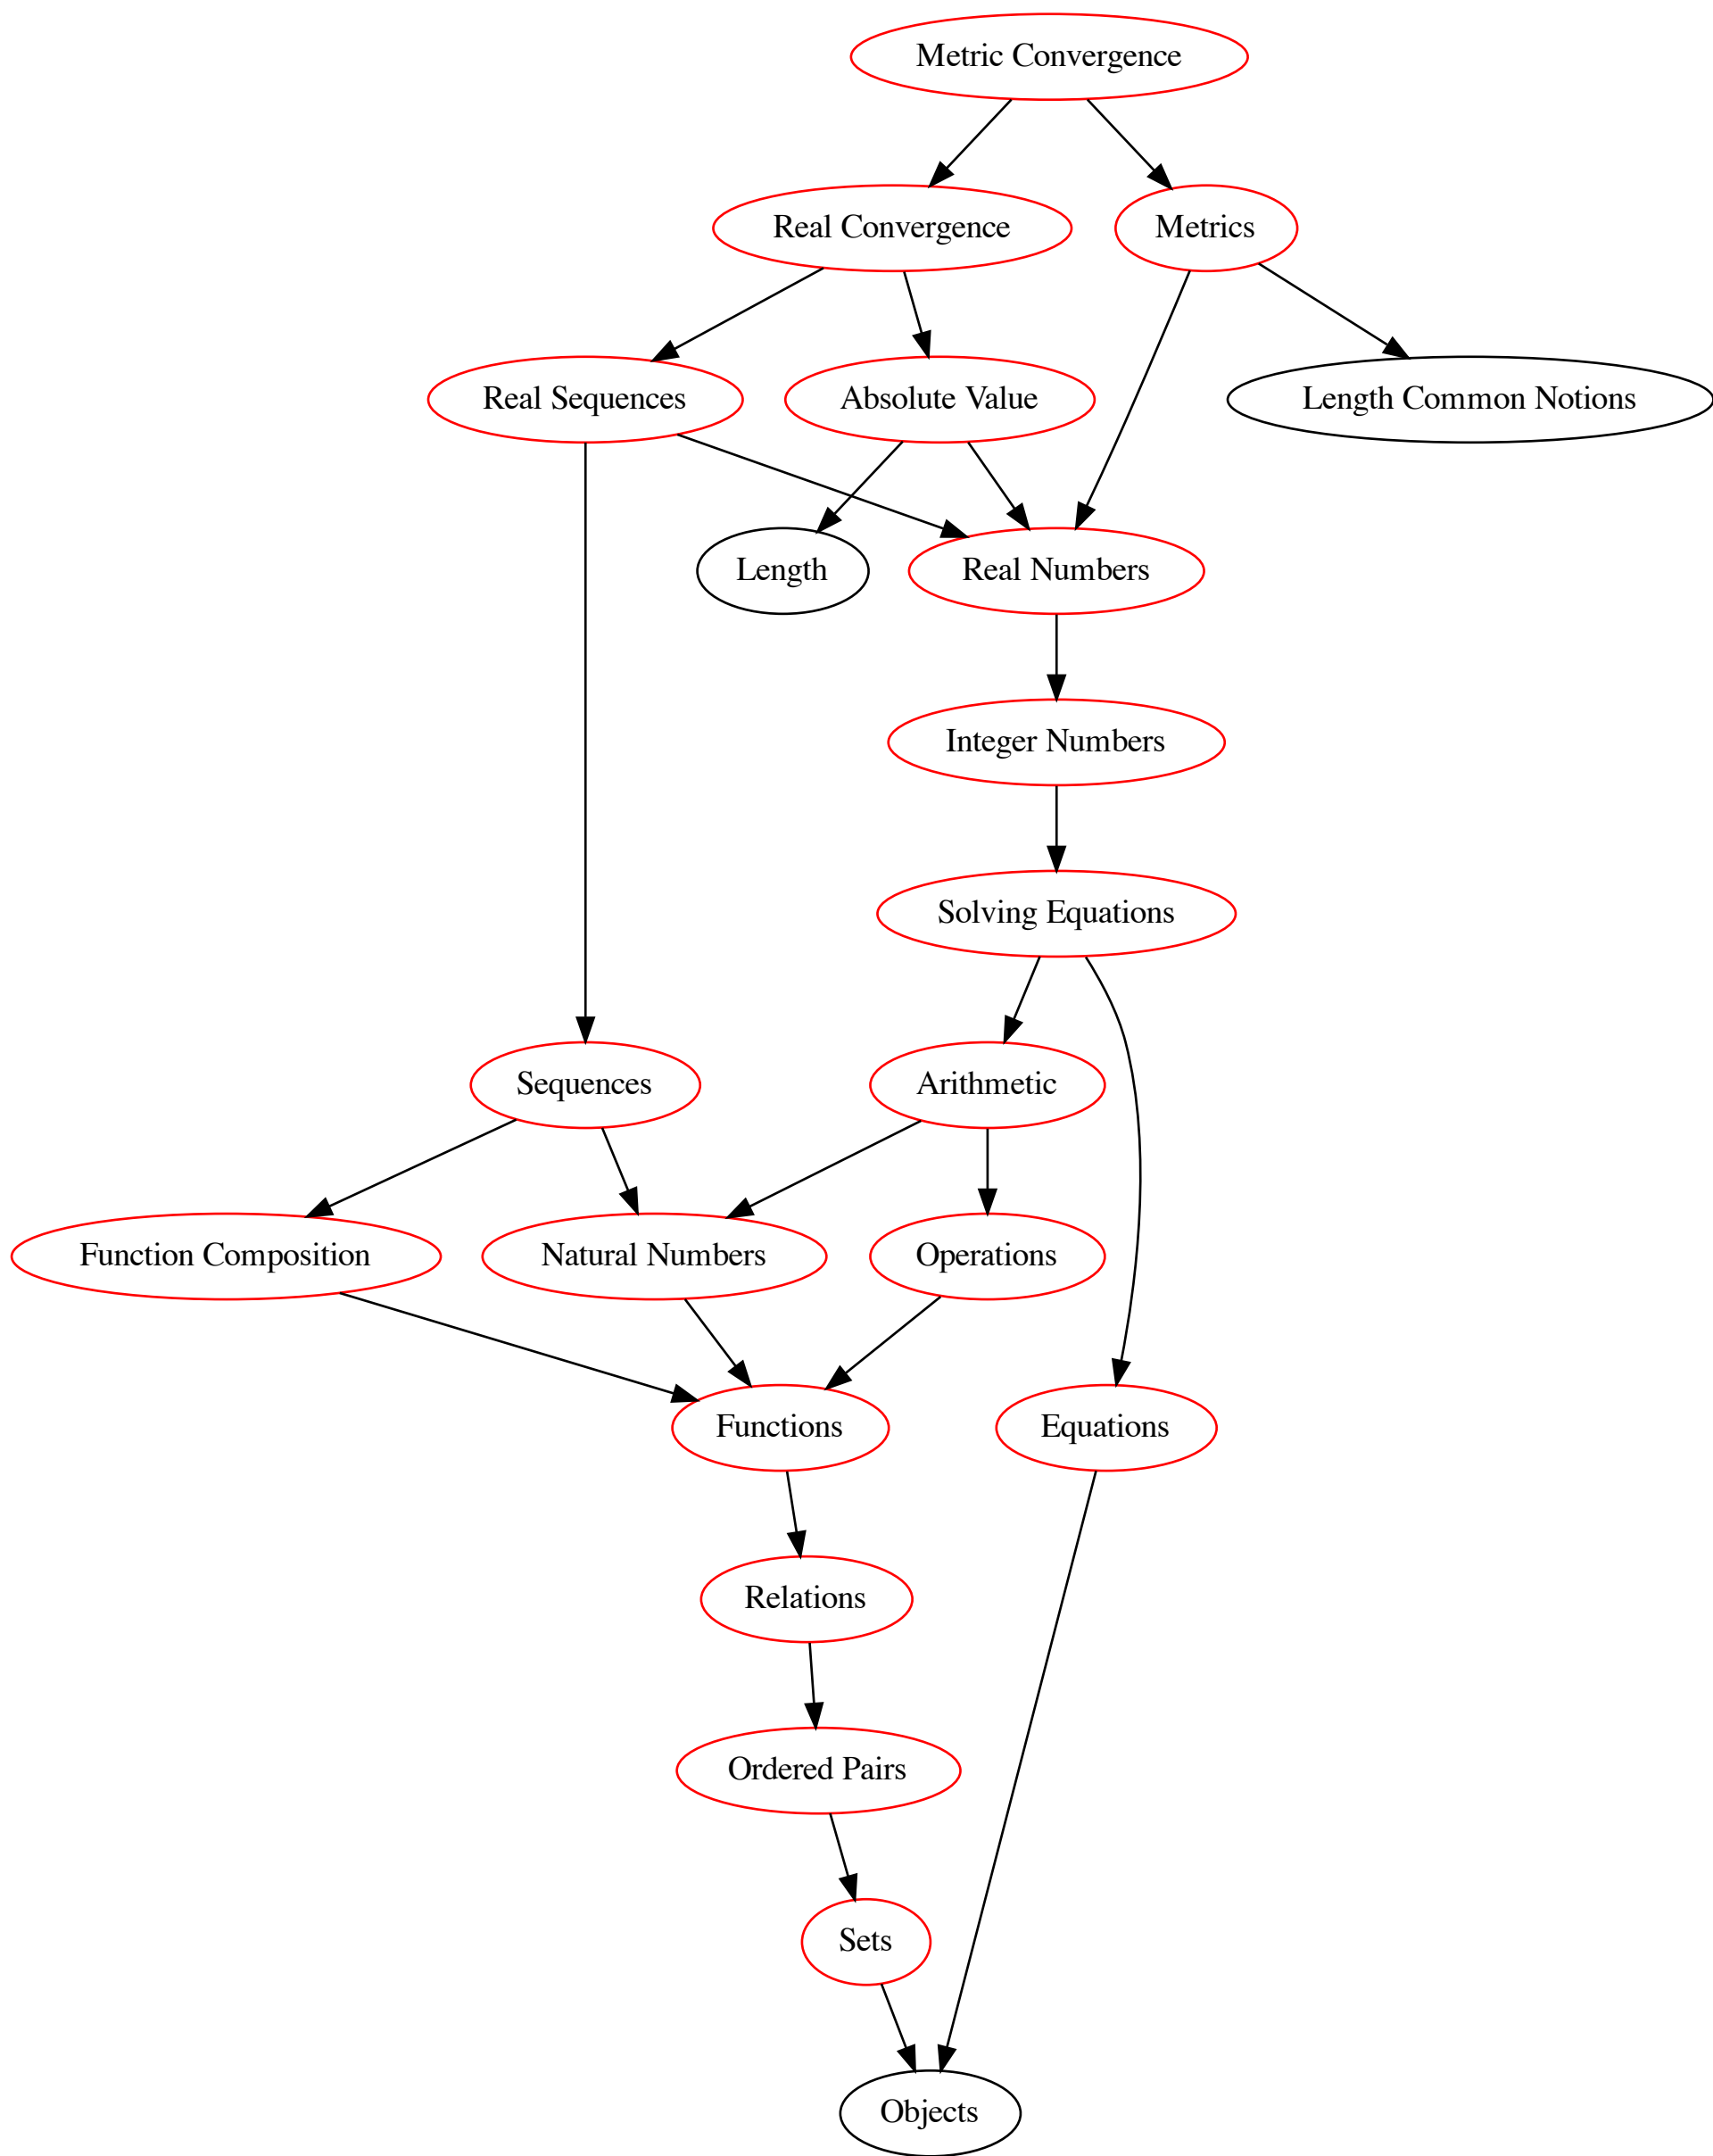 Metric Convergence
Real Convergence
Metrics
Real Sequences
Absolute Value
Length Common Notions
Length
Real Numbers
Integer Numbers
Solving Equations
Sequences
Arithmetic
Function Composition
Natural Numbers
Operations
Functions
Equations
Relations
Ordered Pairs
Sets
Objects